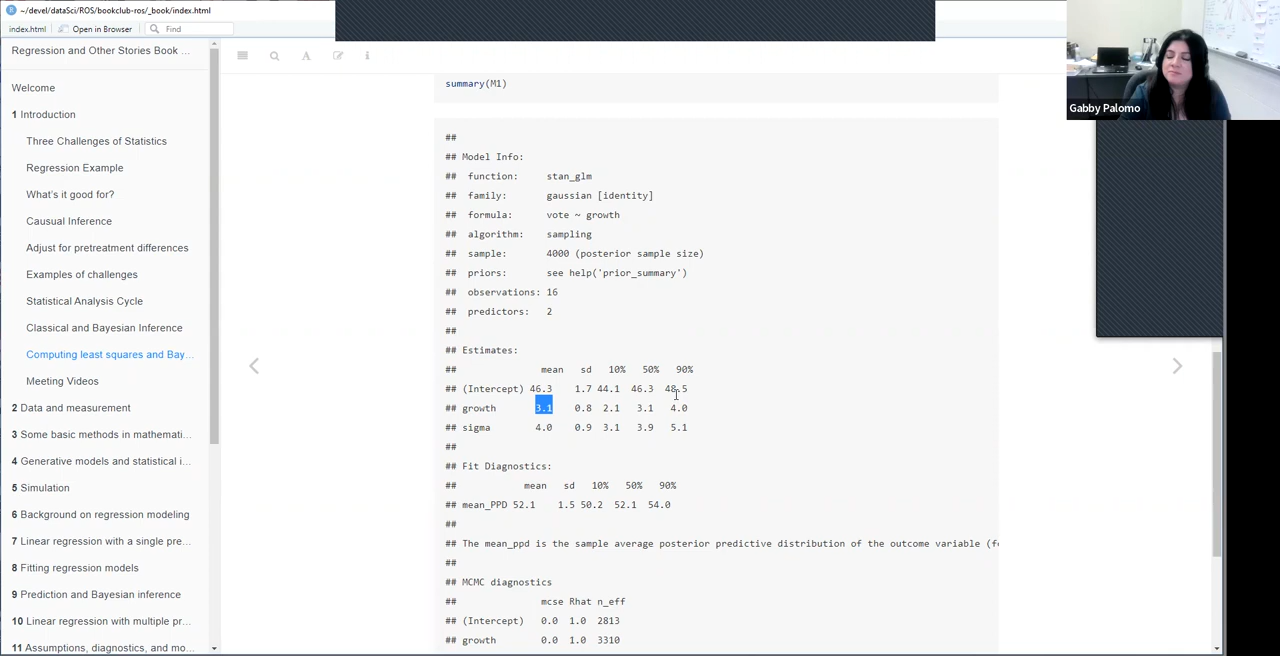 ~/devel/dataSci/ROS/bookclub-ros/_book/index.html
index.html
Open in Browser
Find
Regression and Other Stories Book ...
Welcome
1 Introduction
Three Challenges of Statistics
Regression Example
What's it good for?
Causual Inference
Adjust for pretreatment differences
Examples of challenges
Statistical Analysis Cycle
Classical and Bayesian Inference
Computing least squares and Bay...
Meeting Videos
2 Data and measurement
3 Some basic methods in mathemati...
4 Generative models and statistical i...
5 Simulation
6 Background on regression modeling
7 Linear regression with a single pre...
8 Fitting regression models
9 Prediction and Bayesian inference
10 Linear regression with multiple pr...
11 Assumptions, diagnostics, and mo...
summary(M1)
##
## Model Info:
## function: stan_glm
## family: gaussian [identity]
## formula: vote ~ growth
## algorithm: sampling
## sample: 4000 (posterior sample size)
## priors: see help('prior_summary')
## observations: 16
## predictors: 2
##
## Estimates:
## mean sd 10% 50% 90%
## (Intercept) 46.3 1.7 44.1 46.3 48.5
## growth 3.1 0.8 2.1 3.1 4.0
## sigma 4.0 0.9 3.1 3.9 5.1
##
## Fit Diagnostics:
## mean sd 10% 50% 90%
## mean_PPD 52.1 1.5 50.2 52.1 54.0
##
## The mean_ppd is the sample average posterior predictive distribution of the outcome variable (fo
##
## MCMC diagnostics
## mcse Rhat n_eff
## (Intercept) 0.0 1.0 2813
## growth 0.0 1.0 3310
Gabby Palomo